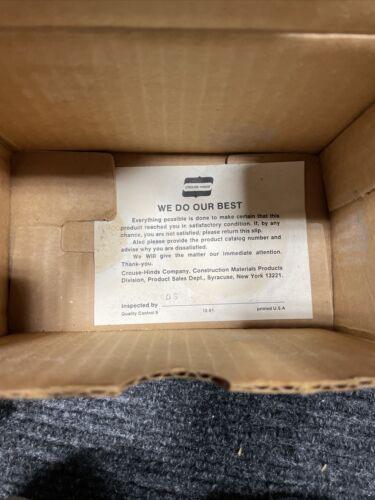 CROUSE-HINDS
WE DO OUR BEST
Everything possible is done to make certain that this
product reached you in satisfactory condition. If, by any
chance, you are not satisfied, please return this slip.
Also please provide the product catalog number and
advise why you are dissatisfied.
We Will give the matter our immediate attention.
Thank-you.
Crouse-Hinds Company, Construction Materials Products
Division, Product Sales Dept., Syracuse, New York 13221.
Inspected by
Quality Control 9
printed U.S.A